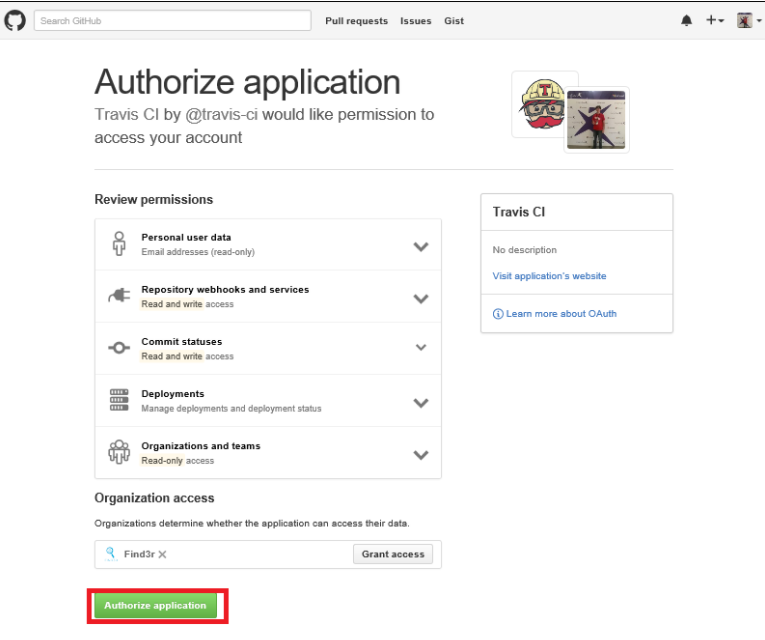 Search GitHub
Pull requests Issues Gist
Authorize application
Travis CI by @travis-ci would like permission to
access your account
Review permissions
Personal user data
Email addresses (read-only)
Repository webhooks and services
Read and write access
Commit statuses
Read and write access
Deployments
Manage deployments and deployment status
Organizations and teams
Read-only access
Travis CI
No description
Visit application's website
Learn more about OAuth
Organization access
Organizations determine whether the application can access their data.
Find3r
Grant access
Authorize application